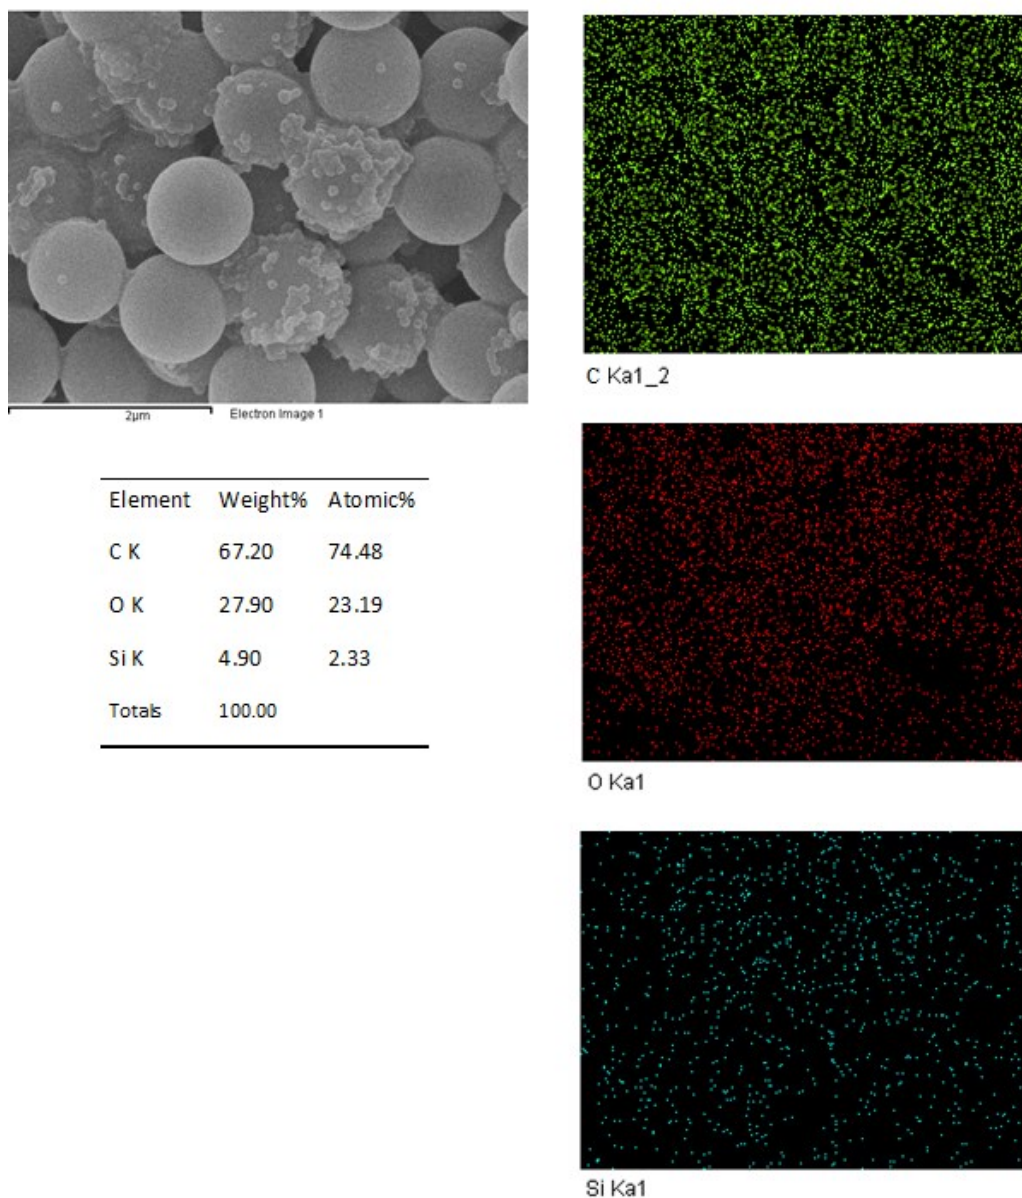 2µm Electron Image 1
Element Weight% Atomic%
C K 67.20 74.48
O K 27.90 23.19
Si K 4.90 2.33
Totals 100.00
C Ka1_2
O Ka1
Si Ka1